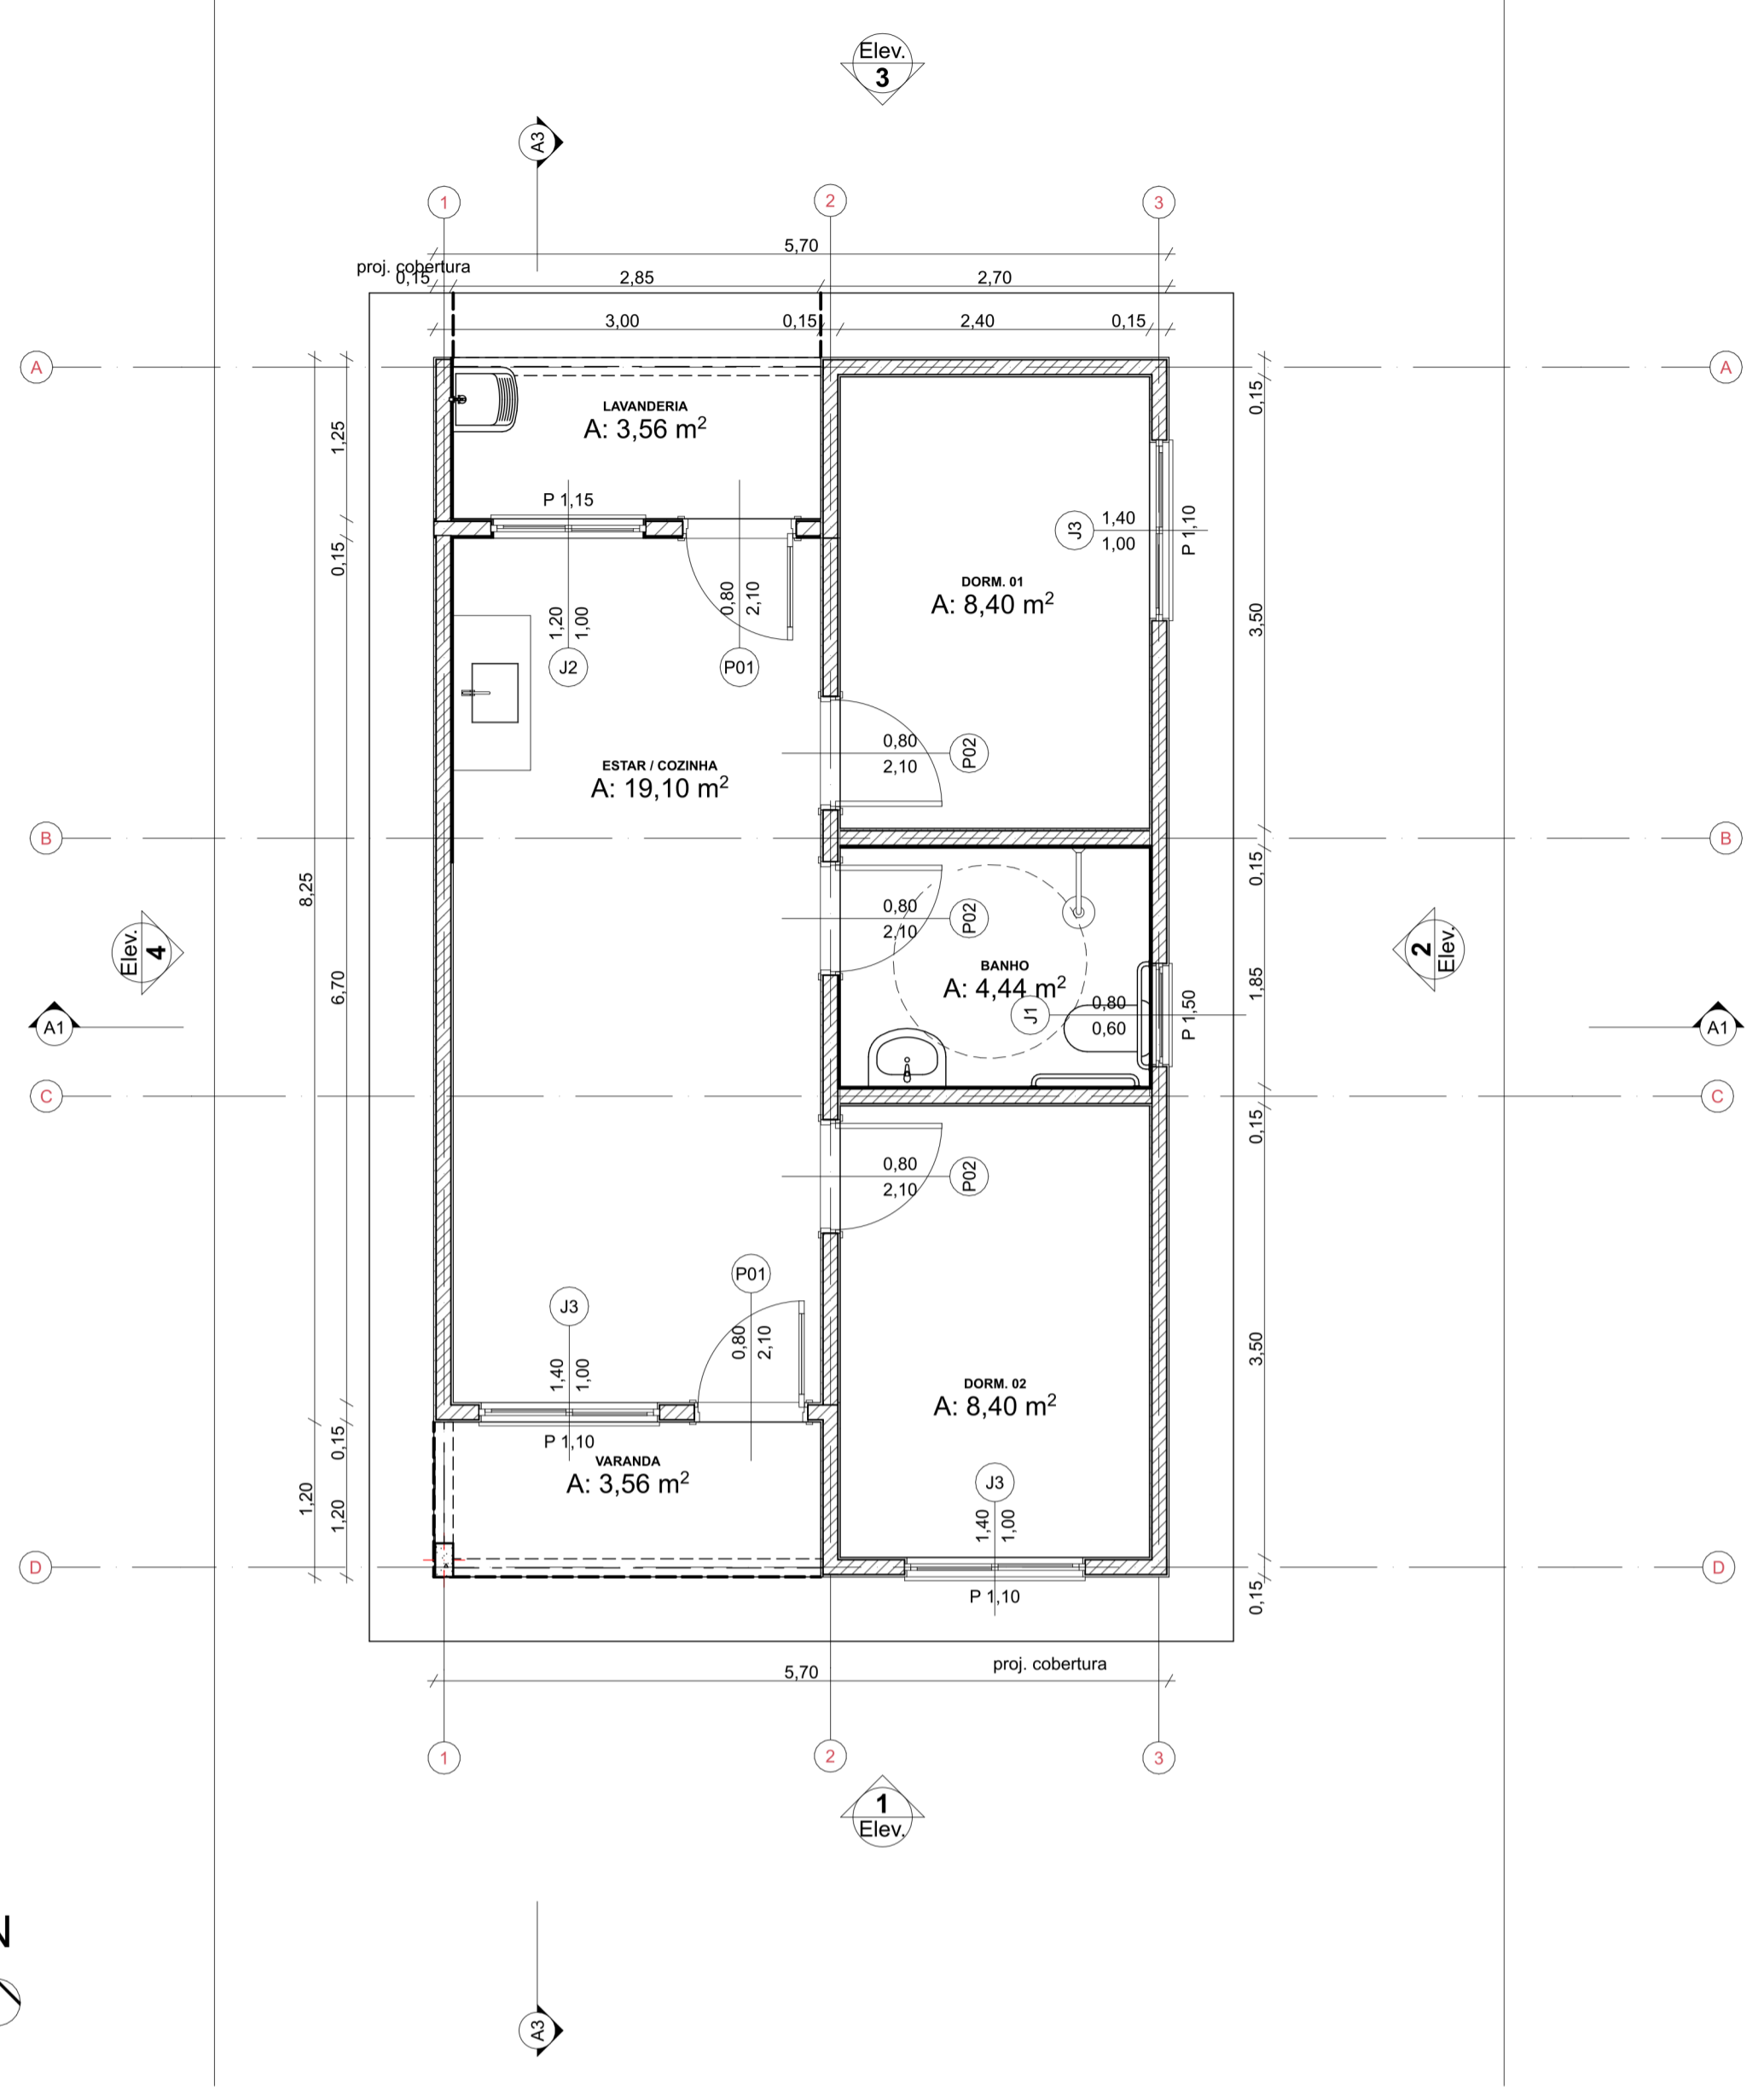 Elev.
3
A3
1
2
3
5,70
proj. cobertura
0,15
2,85
2,70
3,00
0,15
2,40
0,15
A
A
LAVANDERIA
A: 3,56 m²
1,25
0,15
P 1,15
0,15
J3
1,40
1,00
P 1,10
DORM. 01
A: 8,40 m²
0,80
2,10
1,20
1,00
3,50
J2
P01
0,80
2,10
P02
ESTAR / COZINHA
A: 19,10 m²
B
B
8,25
0,15
0,80
2,10
P02
Elev.
4
2
Elev.
BANHO
A: 4,44 m²
6,70
1,85
J1
0,80
0,60
P 1,50
A1
A1
C
C
0,15
0,80
2,10
P02
P01
J3
0,80
2,10
1,40
1,00
3,50
DORM. 02
A: 8,40 m²
P 1,10
0,15
VARANDA
A: 3,56 m²
J3
1,20
1,20
1,40
1,00
D
D
P 1,10
0,15
proj. cobertura
5,70
1
2
3
1
Elev.
N
A3